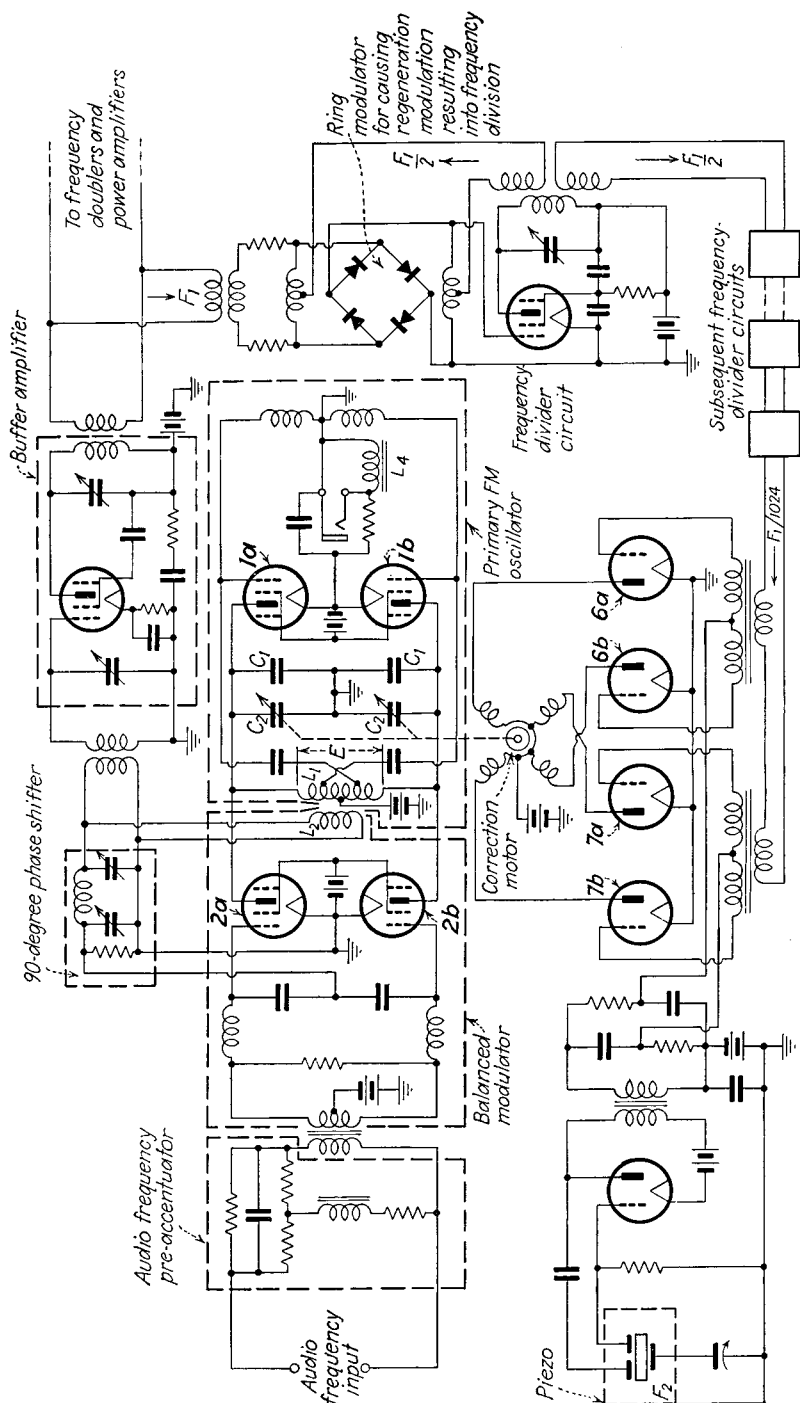 Audio frequency
input
Audio frequency
pre-accentuator
90-degree phase shifter
Buffer amplifier
To frequency
doublers and
power amplifiers
F₁
Ring
modulator
for causing
regeneration
modulation
resulting
into frequency
division
2a
2b
Balanced
modulator
L₂
L₁
E
C₂
C₂
C₁
C₁
1a
1b
L₄
Primary FM
oscillator
Frequency
divider
circuit
F₁/2
F₁/2
Subsequent frequency-
divider circuits
F₁/1024
Correction
motor
7b
7a
6b
6a
Piezo
F₂